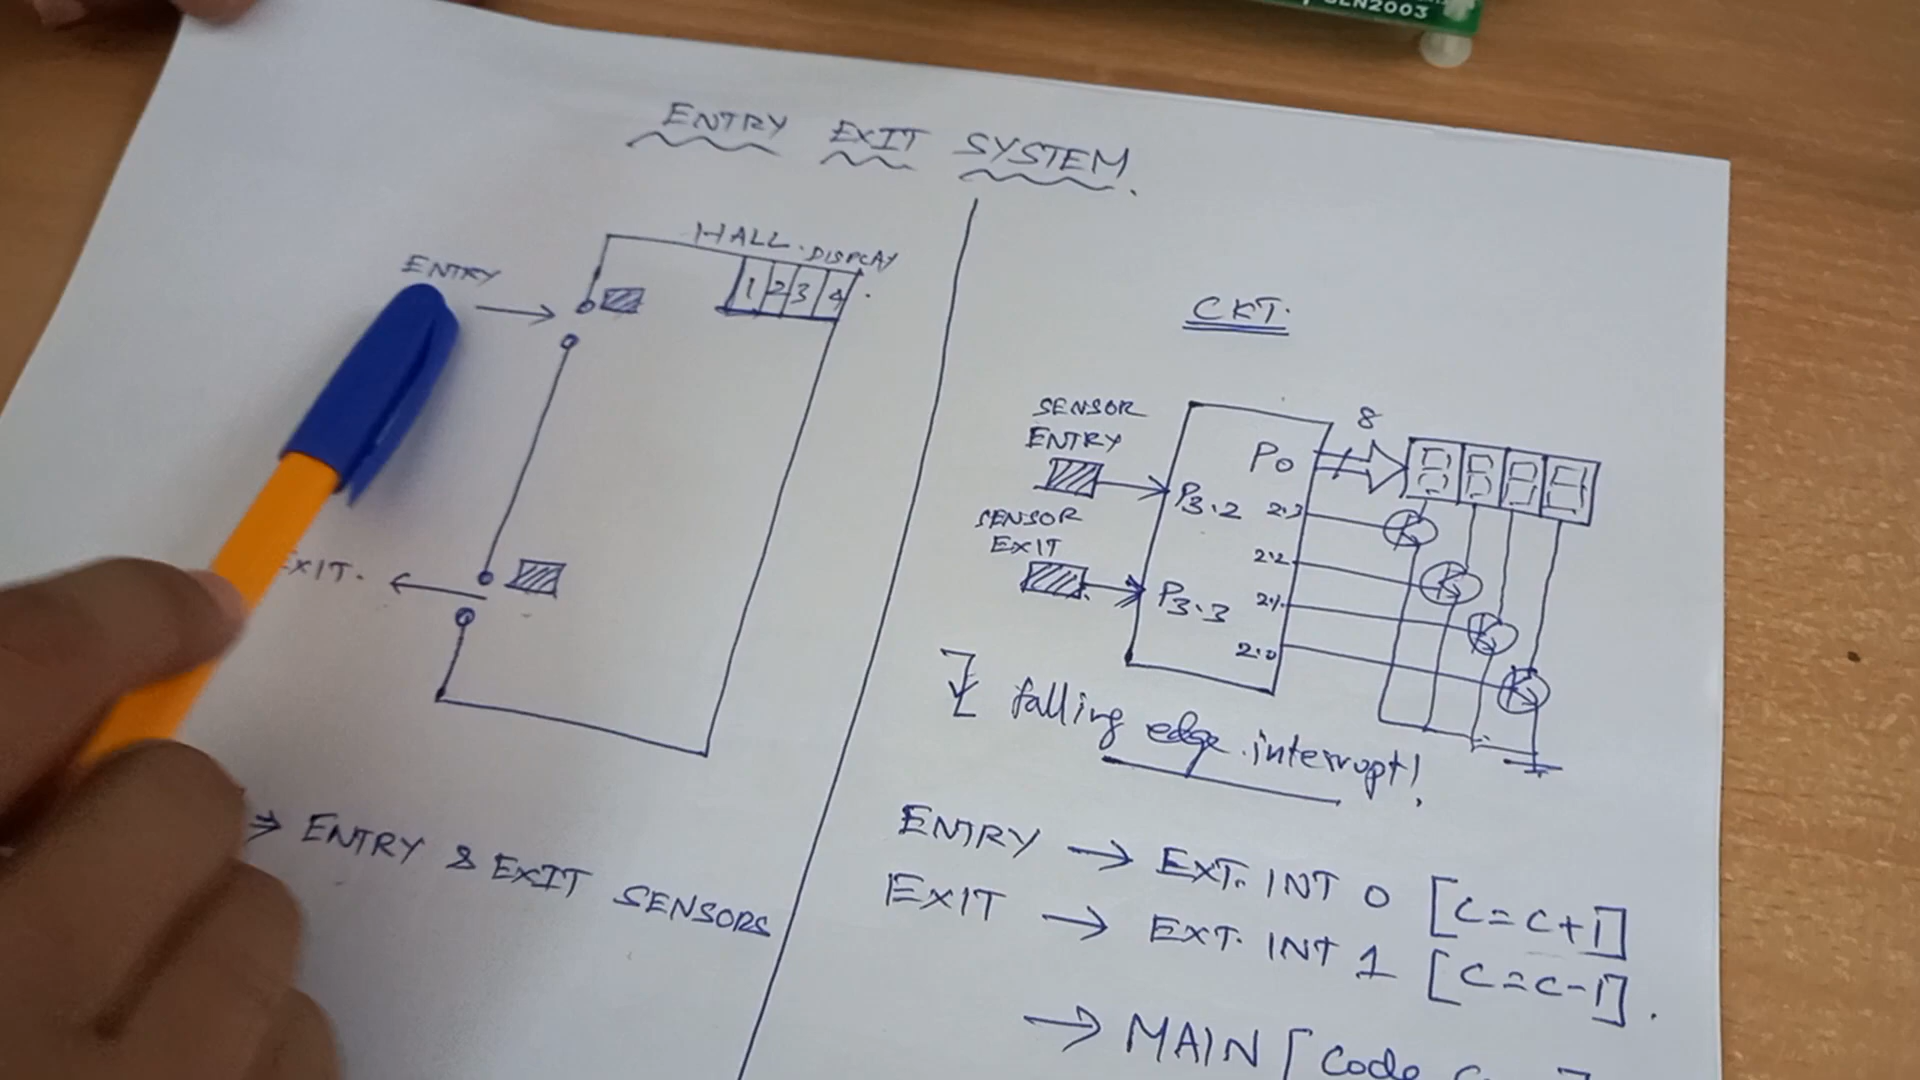 ULN2003
ENTRY EXIT SYSTEM.
HALL. DISPLAY
ENTRY
1 2 3 4
EXIT.
⇒ ENTRY & EXIT SENSORS
CKT.
SENSOR
ENTRY
SENSOR
EXIT
P3.2
P3.3
P0
8
2.3
2.2
2.1
2.0
falling edge interrupt!
ENTRY → EXT. INT 0 [C=C+1]
EXIT → EXT. INT 1 [C=C-1].
→ MAIN [Code